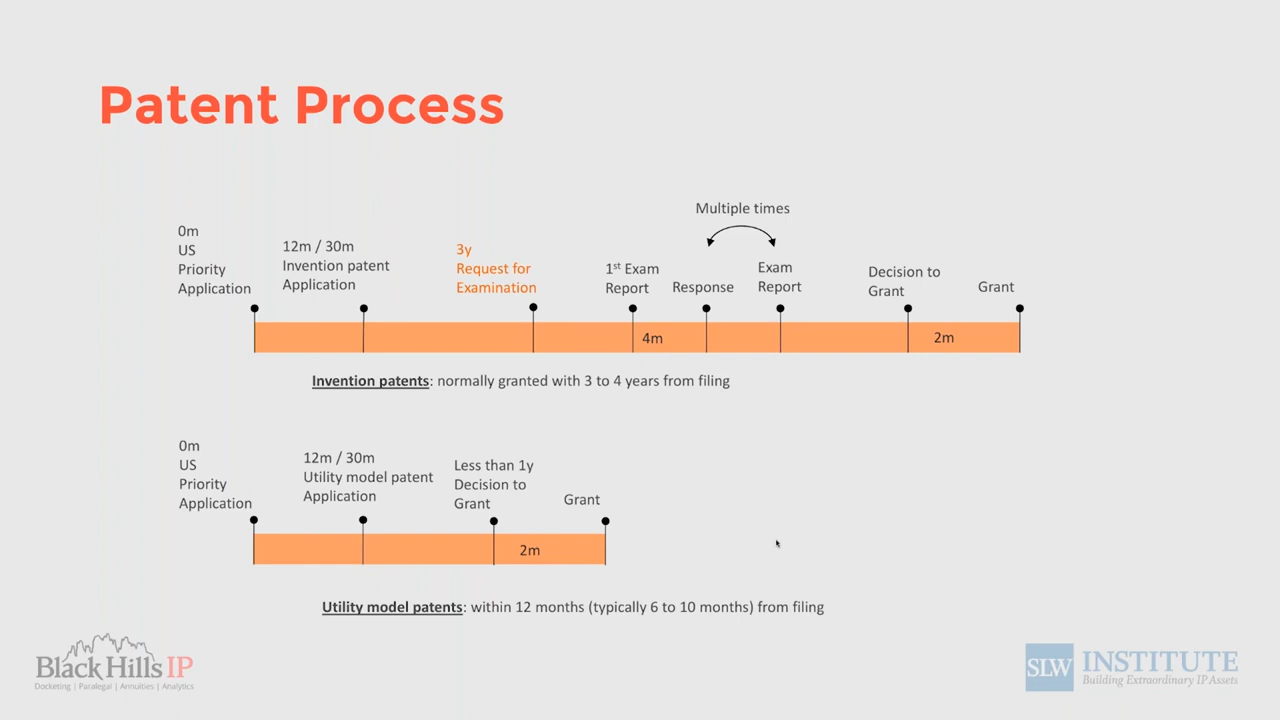 Patent Process
Multiple times
0m
US
Priority
Application
12m / 30m
Invention patent
Application
3y
Request for
Examination
1st Exam
Report
Response
Exam
Report
Decision to
Grant
Grant
4m
2m
Invention patents: normally granted with 3 to 4 years from filing
0m
US
Priority
Application
12m / 30m
Utility model patent
Application
Less than 1y
Decision to
Grant
Grant
2m
Utility model patents: within 12 months (typically 6 to 10 months) from filing
Black Hills IP
Docketing | Paralegal | Annuities | Analytics
SLW INSTITUTE
Building Extraordinary IP Assets